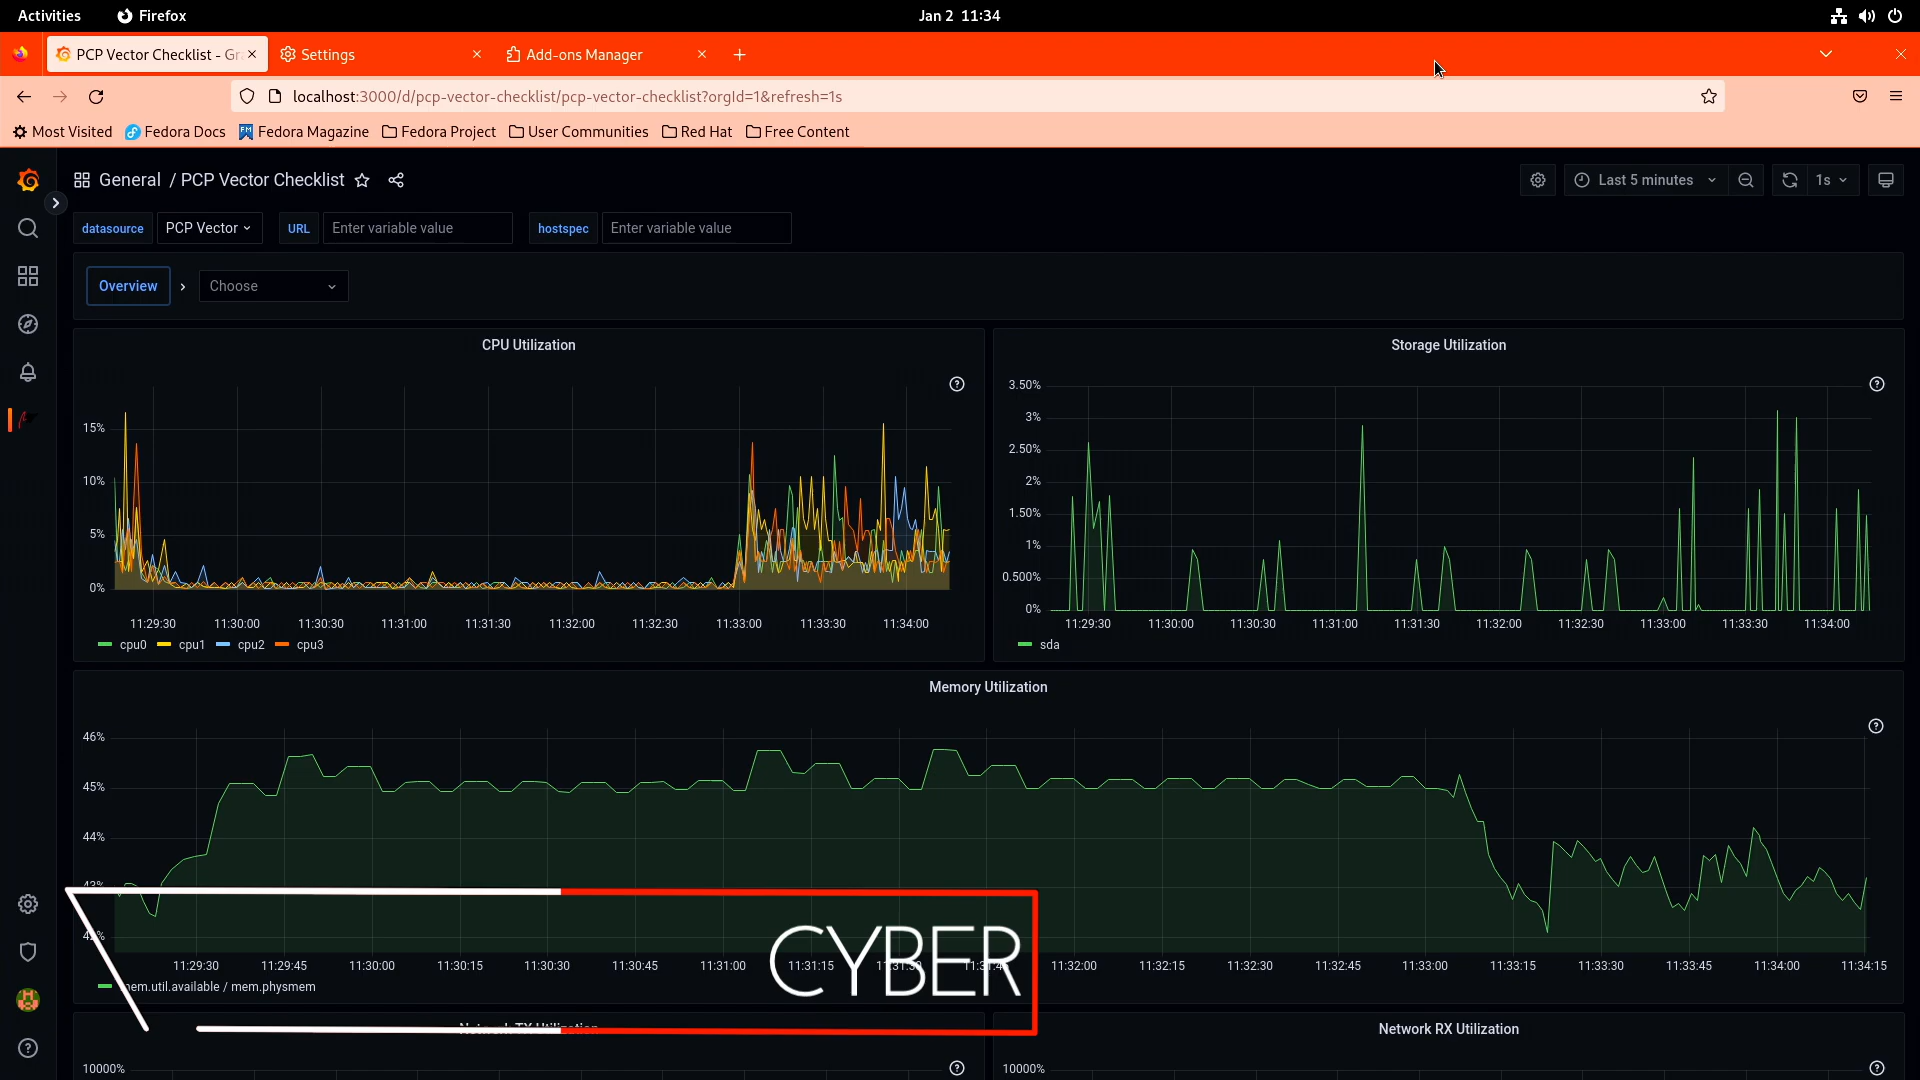 Activities Firefox Jan 2 11:34
PCP Vector Checklist - Gr Settings Add-ons Manager
localhost:3000/d/pcp-vector-checklist/pcp-vector-checklist?orgId=1&refresh=1s
Most Visited Fedora Docs Fedora Magazine Fedora Project User Communities Red Hat Free Content
General / PCP Vector Checklist Last 5 minutes 1s
datasource PCP Vector URL Enter variable value hostspec Enter variable value
Overview › Choose
CPU Utilization
15%
10%
5%
0%
11:29:30 11:30:00 11:30:30 11:31:00 11:31:30 11:32:00 11:32:30 11:33:00 11:33:30 11:34:00
cpu0 cpu1 cpu2 cpu3
Storage Utilization
3.50%
3%
2.50%
2%
1.50%
1%
0.500%
0%
11:29:30 11:30:00 11:30:30 11:31:00 11:31:30 11:32:00 11:32:30 11:33:00 11:33:30 11:34:00
sda
Memory Utilization
46%
45%
44%
43%
42%
11:29:30 11:29:45 11:30:00 11:30:15 11:30:30 11:30:45 11:31:00 11:31:15 11:31:30 11:31:4 11:32:00 11:32:15 11:32:30 11:32:45 11:33:00 11:33:15 11:33:30 11:33:45 11:34:00 11:34:15
mem.util.available / mem.physmem
CYBER
Network TX Utilization
10000%
Network RX Utilization
10000%